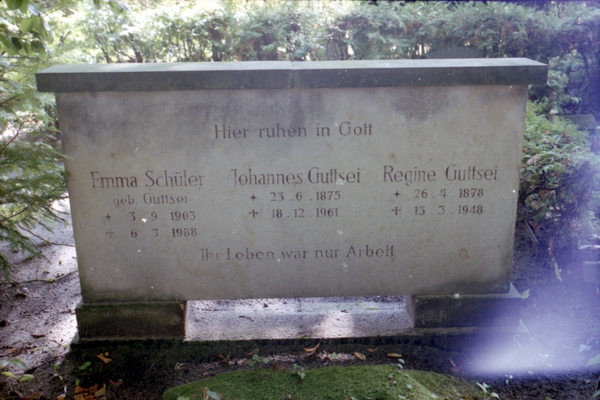 Hier ruhen in Gott
Emma Schüler
geb. Guttsei
+ 3 . 9 . 1903
+ 6 . 3 . 1988
Johannes Guttsei
+ 23 . 6 . 1875
+ 18 . 12 . 1961
Regine Guttsei
+ 26 . 4 . 1878
+ 13 . 3 . 1948
Ihr Leben war nur Arbeit